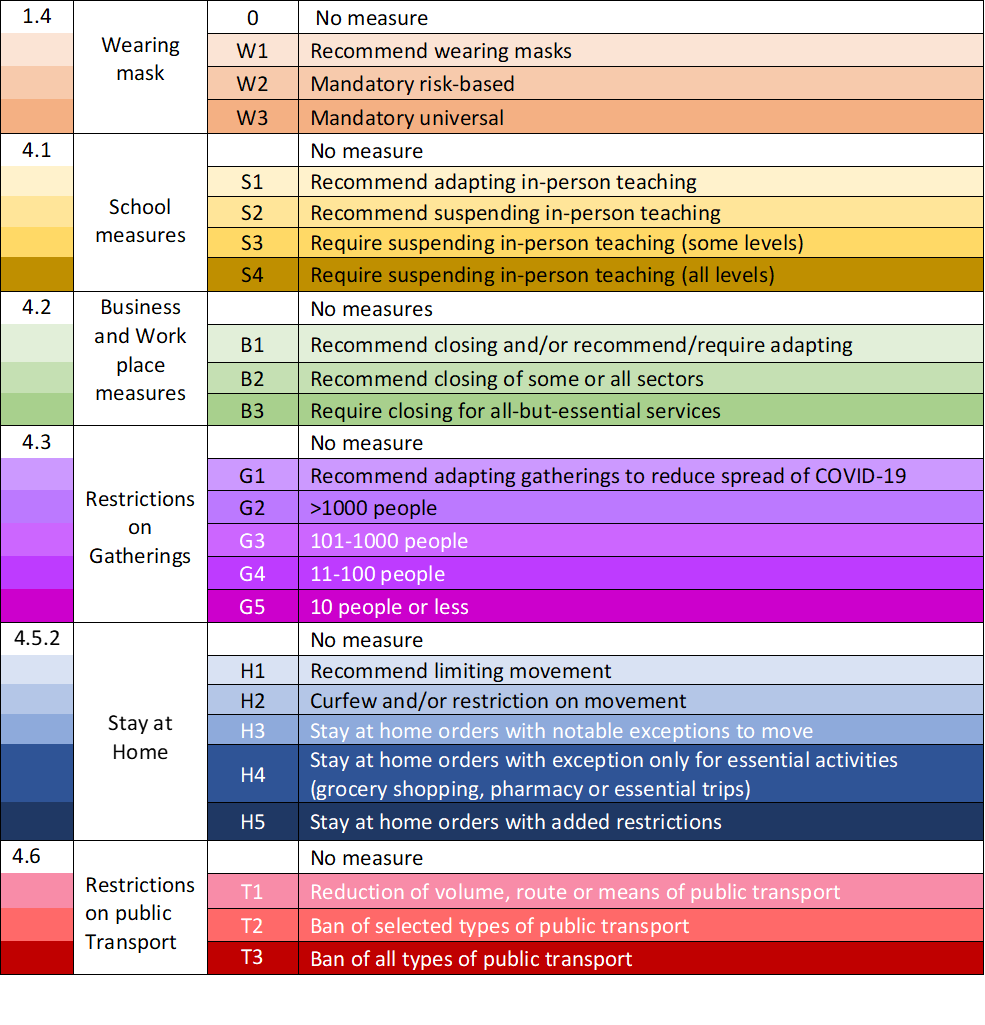 1.4
Wearing
mask
0 No measure
W1 Recommend wearing masks
W2 Mandatory risk-based
W3 Mandatory universal
4.1
School
measures
No measure
S1 Recommend adapting in-person teaching
S2 Recommend suspending in-person teaching
S3 Require suspending in-person teaching (some levels)
S4 Require suspending in-person teaching (all levels)
4.2
Business
and Work
place
measures
No measures
B1 Recommend closing and/or recommend/require adapting
B2 Recommend closing of some or all sectors
B3 Require closing for all-but-essential services
4.3
Restrictions
on
Gatherings
No measure
G1 Recommend adapting gatherings to reduce spread of COVID-19
G2 >1000 people
G3 101-1000 people
G4 11-100 people
G5 10 people or less
4.5.2
Stay at
Home
No measure
H1 Recommend limiting movement
H2 Curfew and/or restriction on movement
H3 Stay at home orders with notable exceptions to move
H4 Stay at home orders with exception only for essential activities
(grocery shopping, pharmacy or essential trips)
H5 Stay at home orders with added restrictions
4.6
Restrictions
on public
Transport
No measure
T1 Reduction of volume, route or means of public transport
T2 Ban of selected types of public transport
T3 Ban of all types of public transport